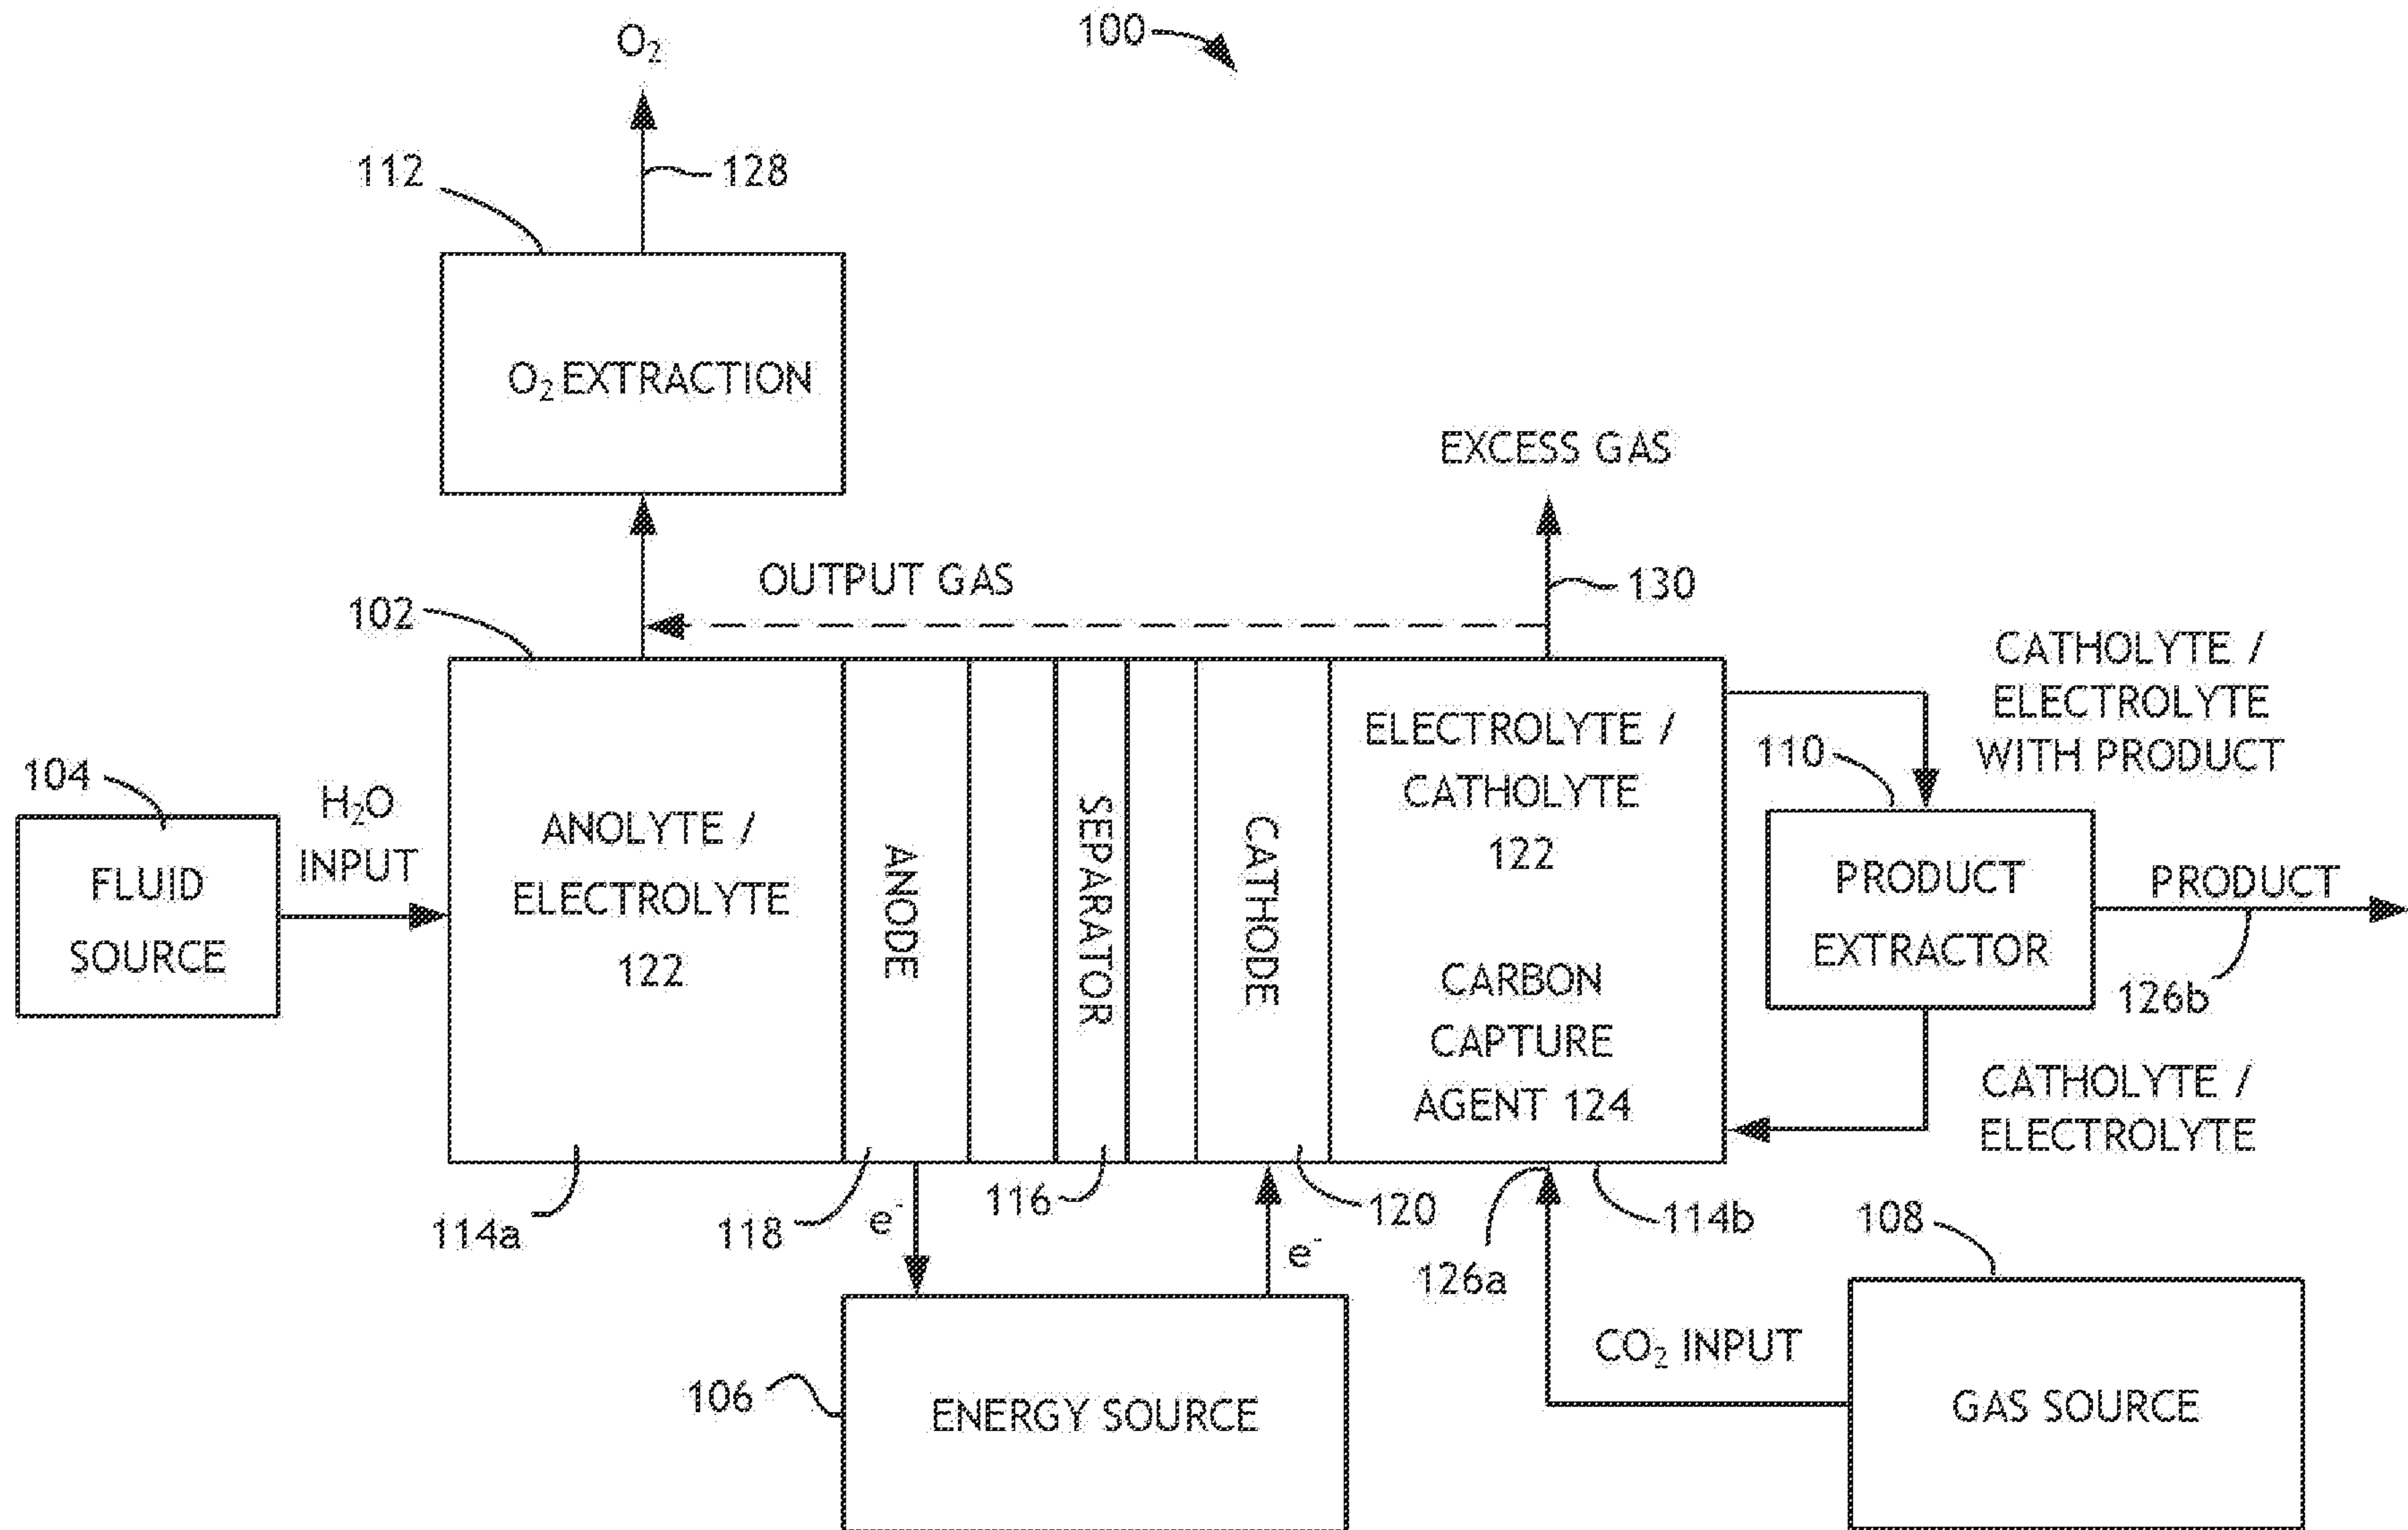 100
O₂
112
128
O₂ EXTRACTION
EXCESS GAS
OUTPUT GAS
130
102
CATHOLYTE /
ELECTROLYTE
WITH PRODUCT
104
H₂O
INPUT
FLUID
SOURCE
ANOLYTE /
ELECTROLYTE
122
ANODE
SEPARATOR
CATHODE
ELECTROLYTE /
CATHOLYTE
122
CARBON
CAPTURE
AGENT 124
110
PRODUCT
EXTRACTOR
PRODUCT
126b
CATHOLYTE /
ELECTROLYTE
114a
118
e⁻
116
e⁻
120
126a
114b
108
106
ENERGY SOURCE
CO₂ INPUT
GAS SOURCE